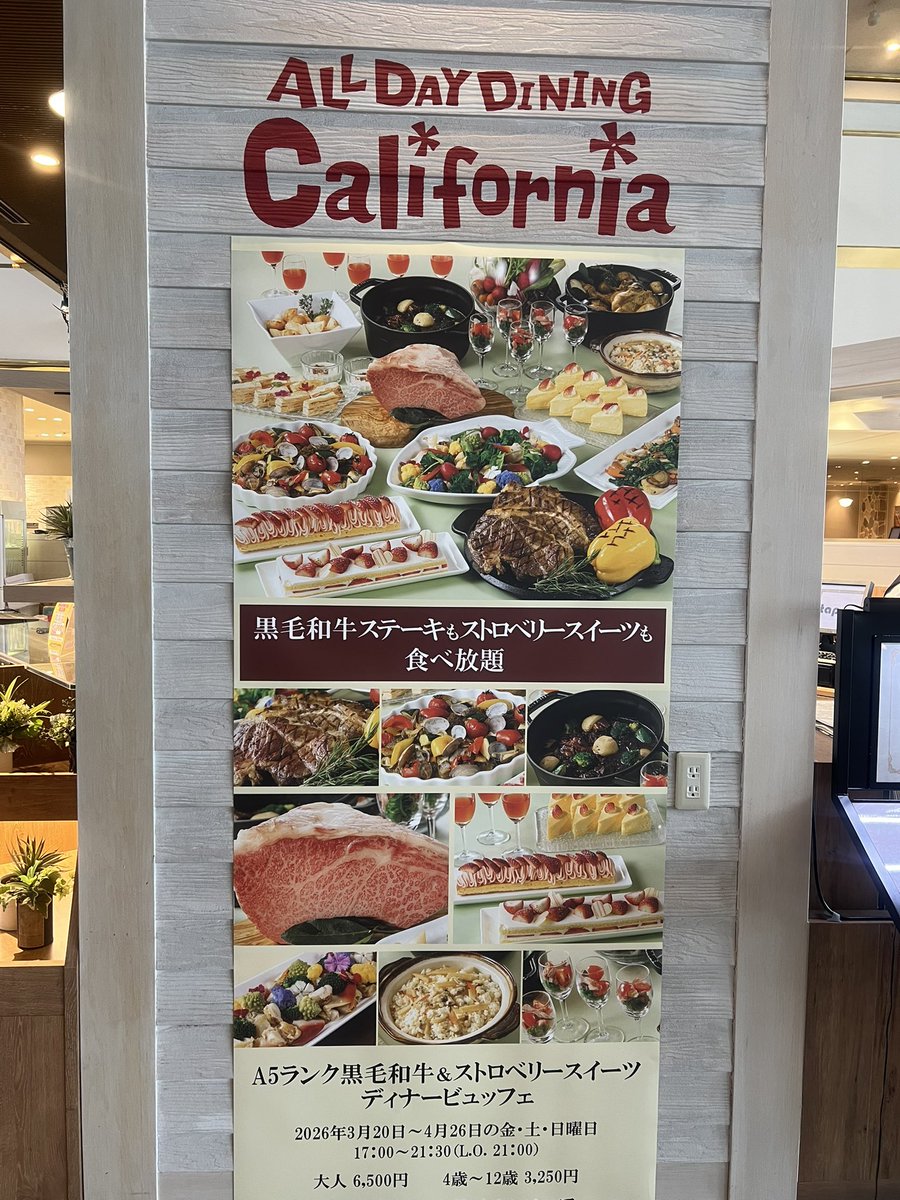 ALL DAY DINING
California
黒毛和牛ステーキもストロベリースイーツも
食べ放題
A5ランク黒毛和牛&ストロベリースイーツ
ディナービュッフェ
2026年3月20日～4月26日の金・土・日曜日
17:00～21:30(L.O. 21:00)
大人 6,500円 4歳～12歳 3,250円